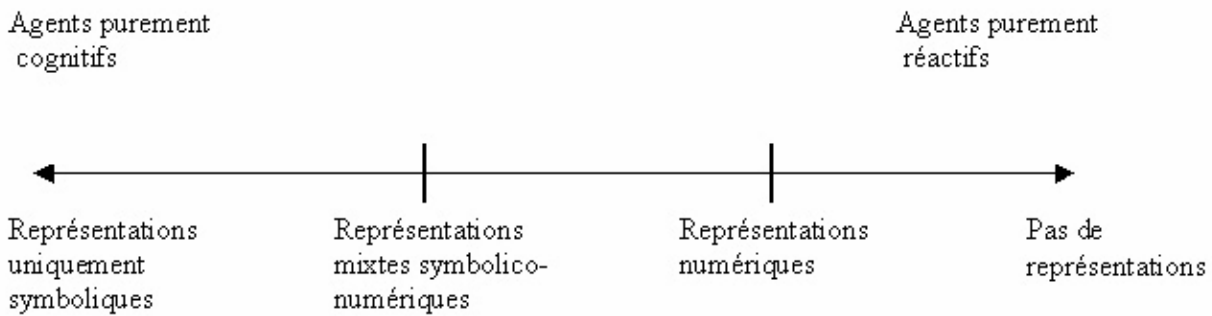 Agents purement
cognitifs
Agents purement
réactifs
Représentations
uniquement
symboliques
Représentations
mixtes symbolico-
numériques
Représentations
numériques
Pas de
représentations